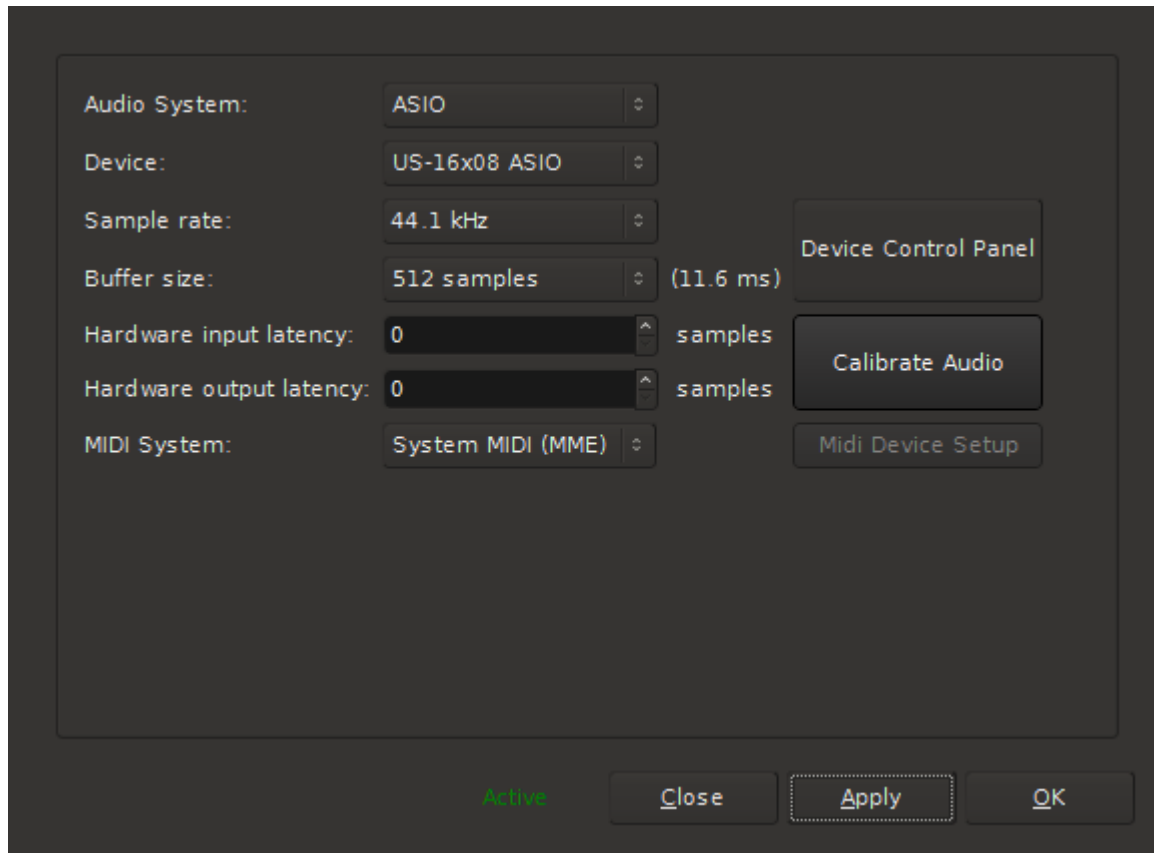 Audio System: ASIO
Device: US-16x08 ASIO
Sample rate: 44.1 kHz
Device Control Panel
Buffer size: 512 samples (11.6 ms)
Hardware input latency: 0 samples
Calibrate Audio
Hardware output latency: 0 samples
MIDI System: System MIDI (MME) Midi Device Setup
Active Close Apply OK